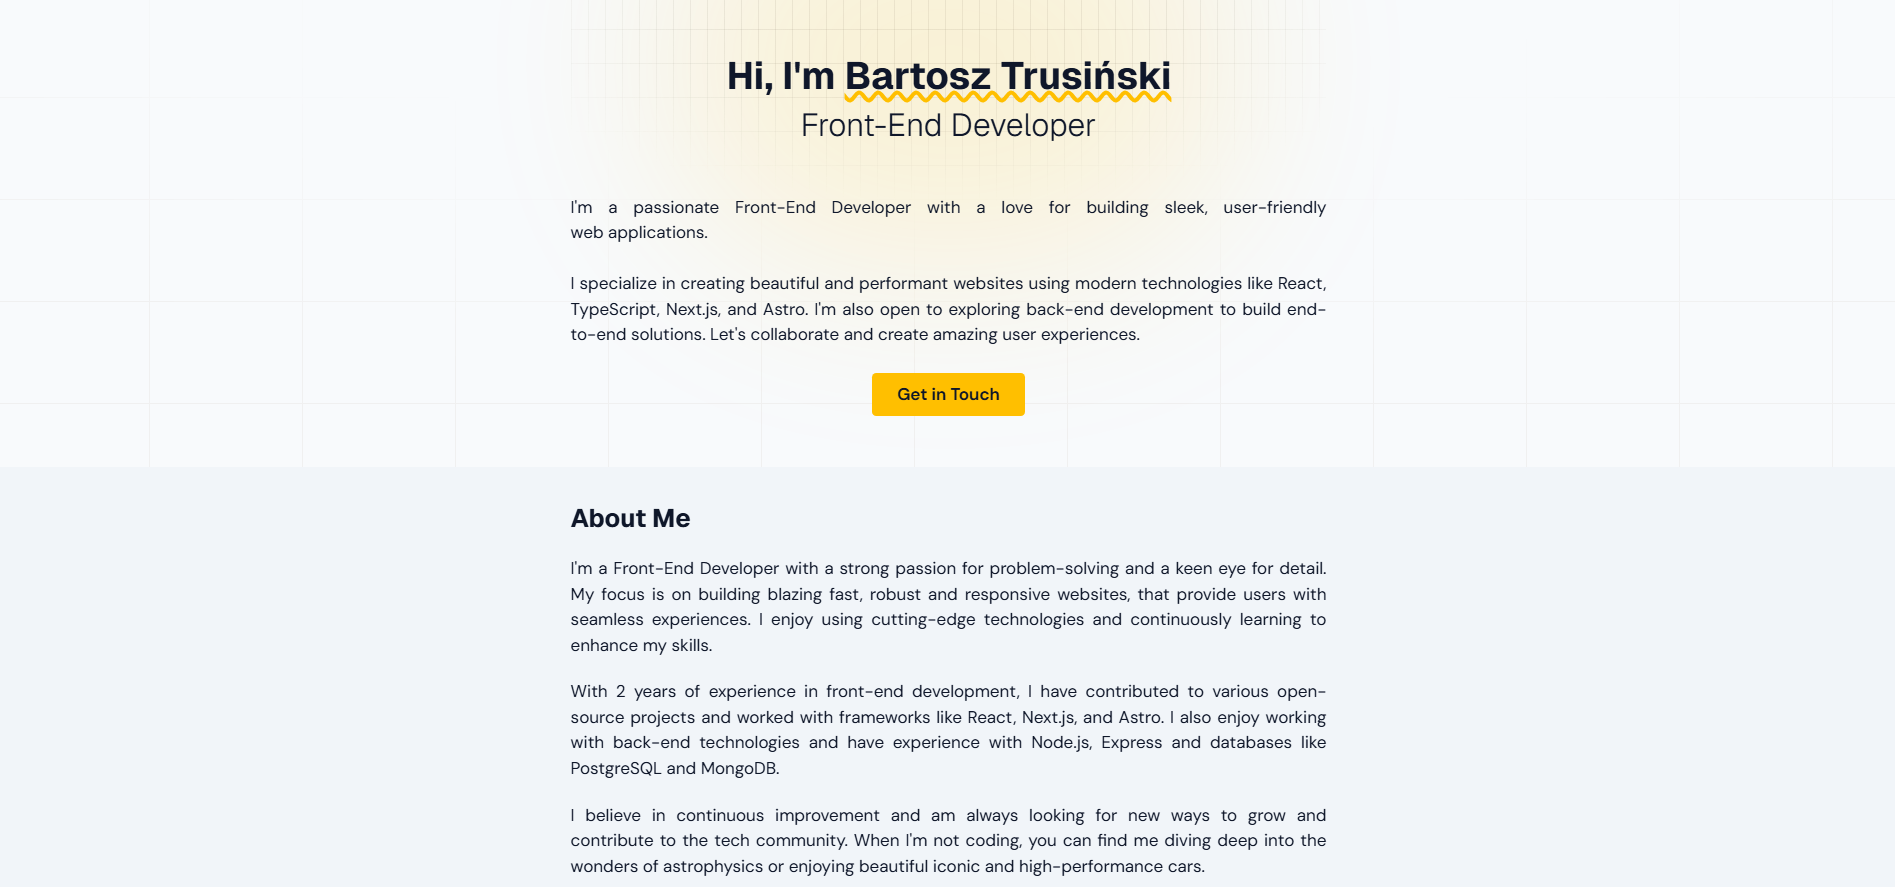 Hi, I'm Bartosz Trusiński
Front-End Developer
I'm a passionate Front-End Developer with a love for building sleek, user-friendly
web applications.
I specialize in creating beautiful and performant websites using modern technologies like React,
TypeScript, Next.js, and Astro. I'm also open to exploring back-end development to build end-
to-end solutions. Let's collaborate and create amazing user experiences.
Get in Touch
About Me
I'm a Front-End Developer with a strong passion for problem-solving and a keen eye for detail.
My focus is on building blazing fast, robust and responsive websites, that provide users with
seamless experiences. I enjoy using cutting-edge technologies and continuously learning to
enhance my skills.
With 2 years of experience in front-end development, I have contributed to various open-
source projects and worked with frameworks like React, Next.js, and Astro. I also enjoy working
with back-end technologies and have experience with Node.js, Express and databases like
PostgreSQL and MongoDB.
I believe in continuous improvement and am always looking for new ways to grow and
contribute to the tech community. When I'm not coding, you can find me diving deep into the
wonders of astrophysics or enjoying beautiful iconic and high-performance cars.